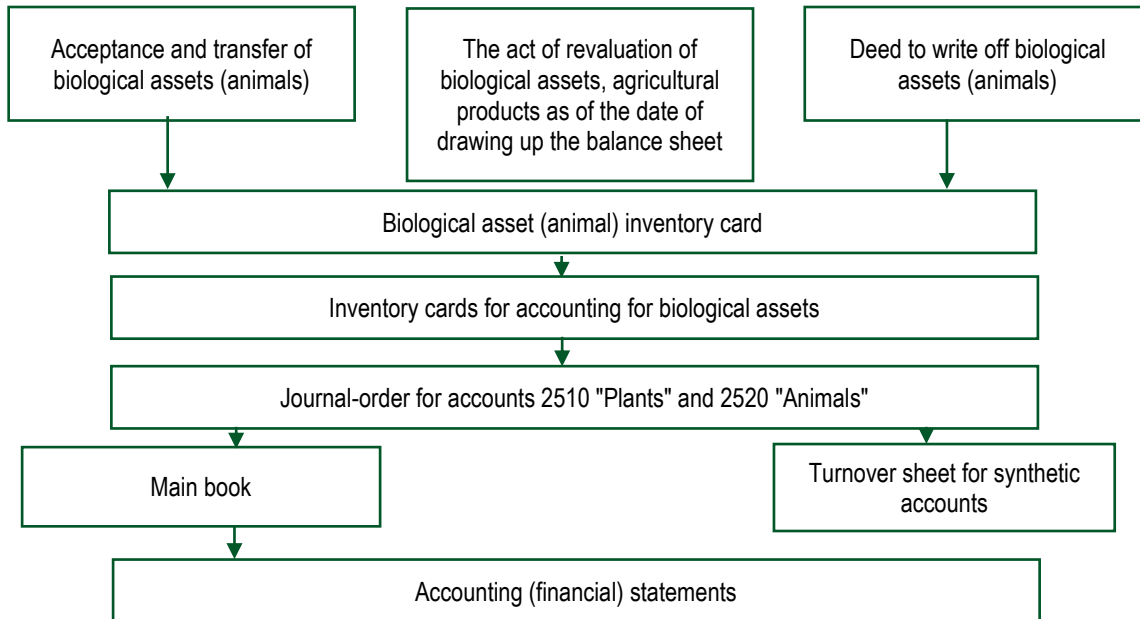 Acceptance and transfer of
biological assets (animals)
The act of revaluation of
biological assets, agricultural
products as of the date of
drawing up the balance sheet
Deed to write off biological
assets (animals)
Biological asset (animal) inventory card
Inventory cards for accounting for biological assets
Journal-order for accounts 2510 "Plants" and 2520 "Animals"
Main book
Turnover sheet for synthetic
accounts
Accounting (financial) statements